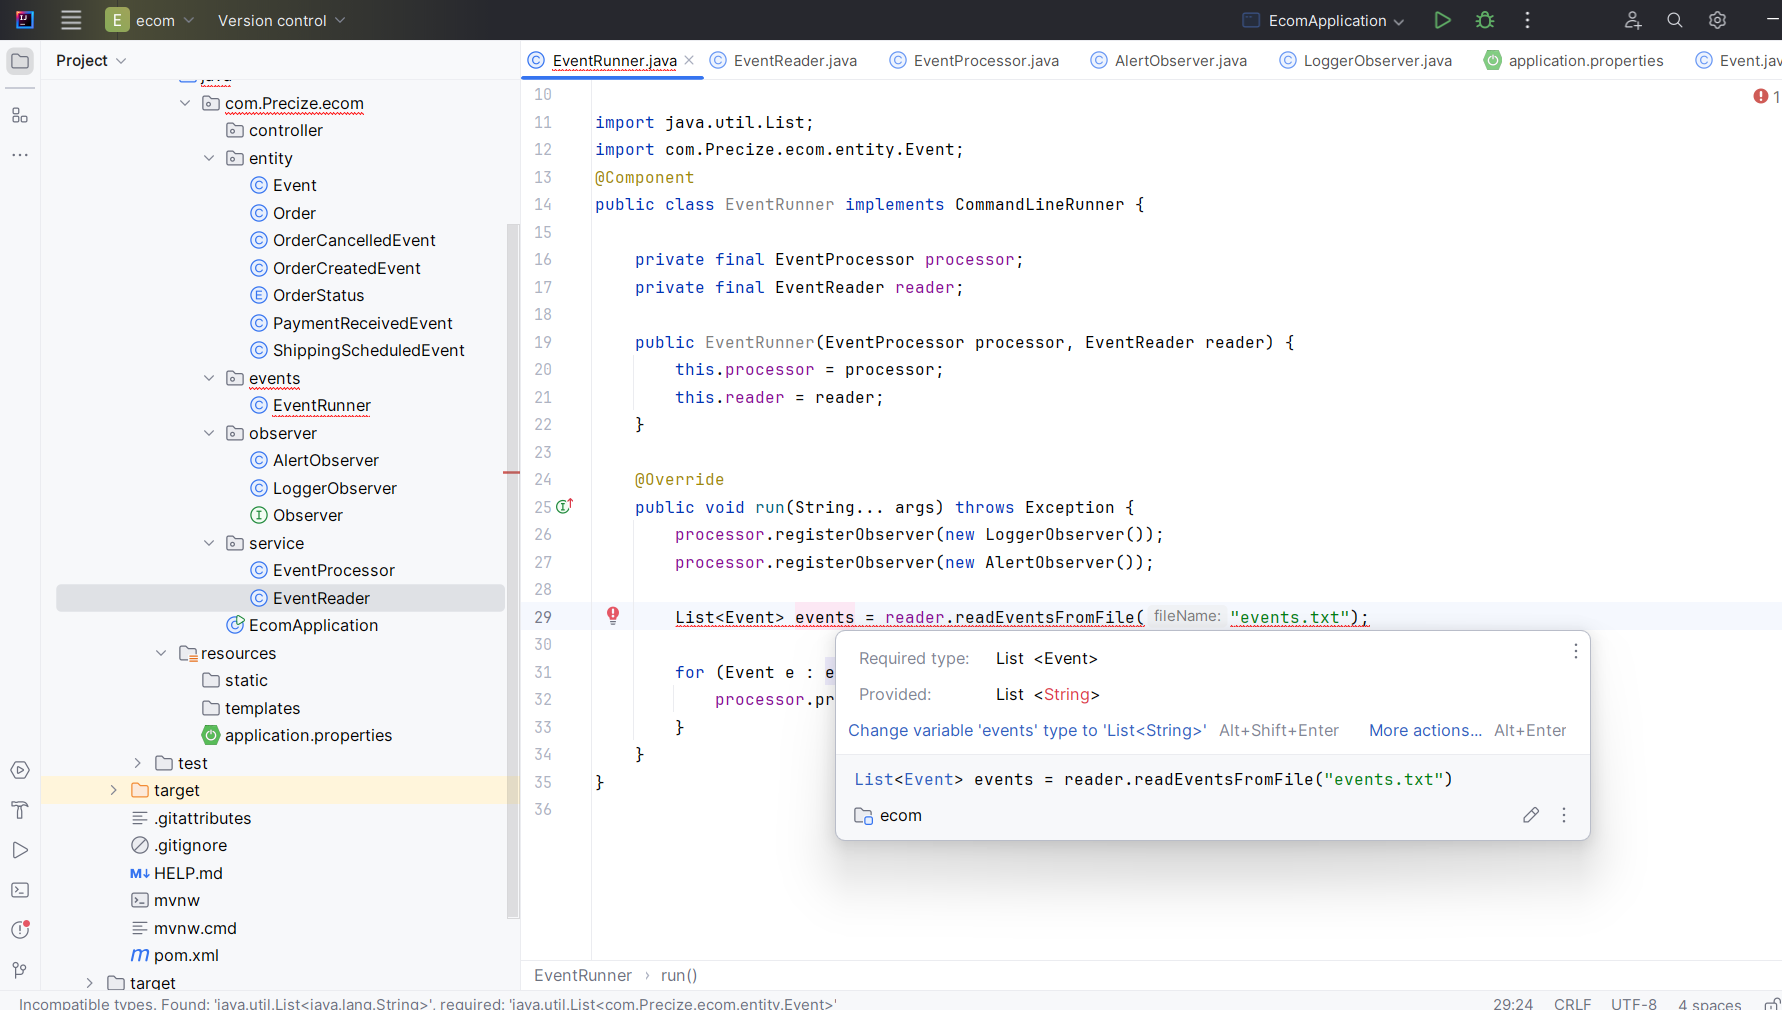 E ecom Version control EcomApplication
Project
EventRunner.java EventReader.java EventProcessor.java AlertObserver.java LoggerObserver.java application.properties Event.jav
java
com.Precize.ecom
controller
entity
Event
Order
OrderCancelledEvent
OrderCreatedEvent
OrderStatus
PaymentReceivedEvent
ShippingScheduledEvent
events
EventRunner
observer
AlertObserver
LoggerObserver
Observer
service
EventProcessor
EventReader
EcomApplication
resources
static
templates
application.properties
test
target
.gitattributes
.gitignore
HELP.md
mvnw
mvnw.cmd
pom.xml
target
1
10
11 import java.util.List;
12 import com.Precize.ecom.entity.Event;
13 @Component
14 public class EventRunner implements CommandLineRunner {
15
16 private final EventProcessor processor;
17 private final EventReader reader;
18
19 public EventRunner(EventProcessor processor, EventReader reader) {
20 this.processor = processor;
21 this.reader = reader;
22 }
23
24 @Override
25 public void run(String... args) throws Exception {
26 processor.registerObserver(new LoggerObserver());
27 processor.registerObserver(new AlertObserver());
28
29 List<Event> events = reader.readEventsFromFile( fileName: "events.txt");
30
31 for (Event e : e
32 processor.pr
33 }
34 }
35 }
36
Required type: List <Event>
Provided: List <String>
Change variable 'events' type to 'List<String>' Alt+Shift+Enter More actions... Alt+Enter
List<Event> events = reader.readEventsFromFile("events.txt")
ecom
EventRunner › run()
Incompatible types. Found: 'java.util.List<java.lang.String>', required: 'java.util.List<com.Precize.ecom.entity.Event>'
29:24 CRLF UTF-8 4 spaces